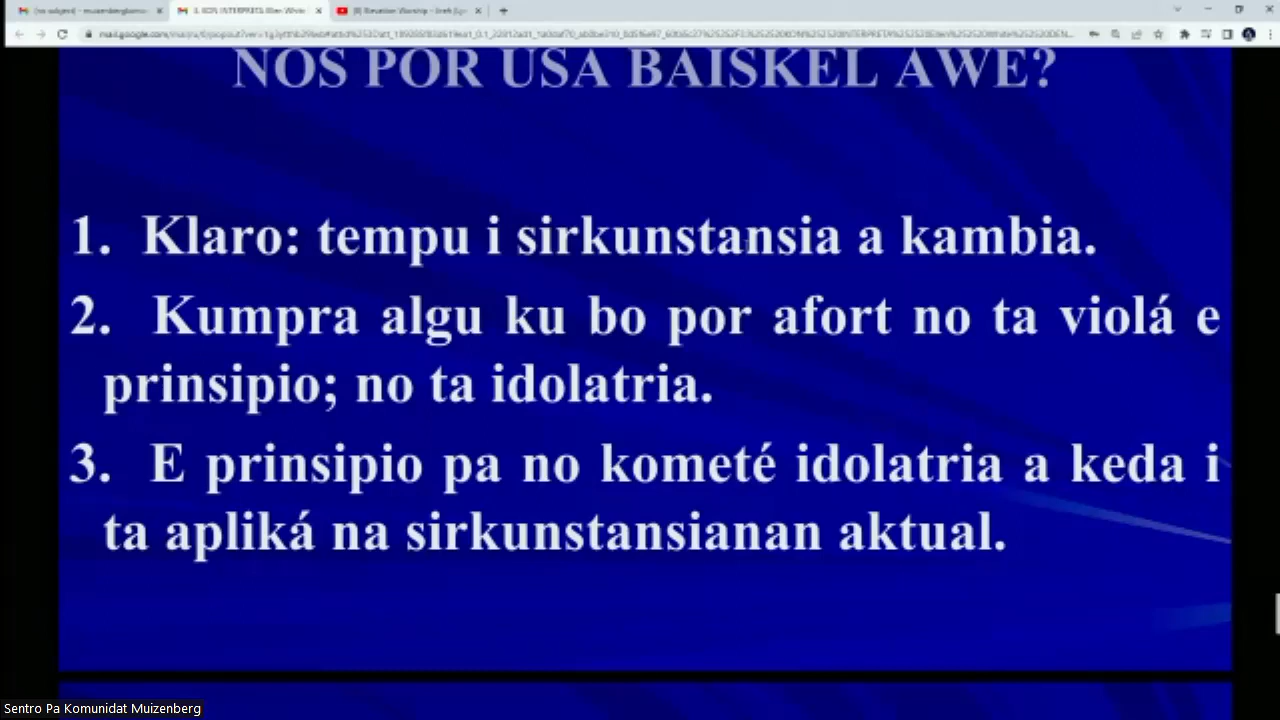 NOS POR USA BAISKEL AWE?
1. Klaro: tempu i sirkunstansia a kambia.
2. Kumpra algu ku bo por afort no ta violá e
prinsipio; no ta idolatria.
3. E prinsipio pa no kometé idolatria a keda i
ta apliká na sirkunstansianan aktual.
Sentro Pa Komunidat Muizenberg